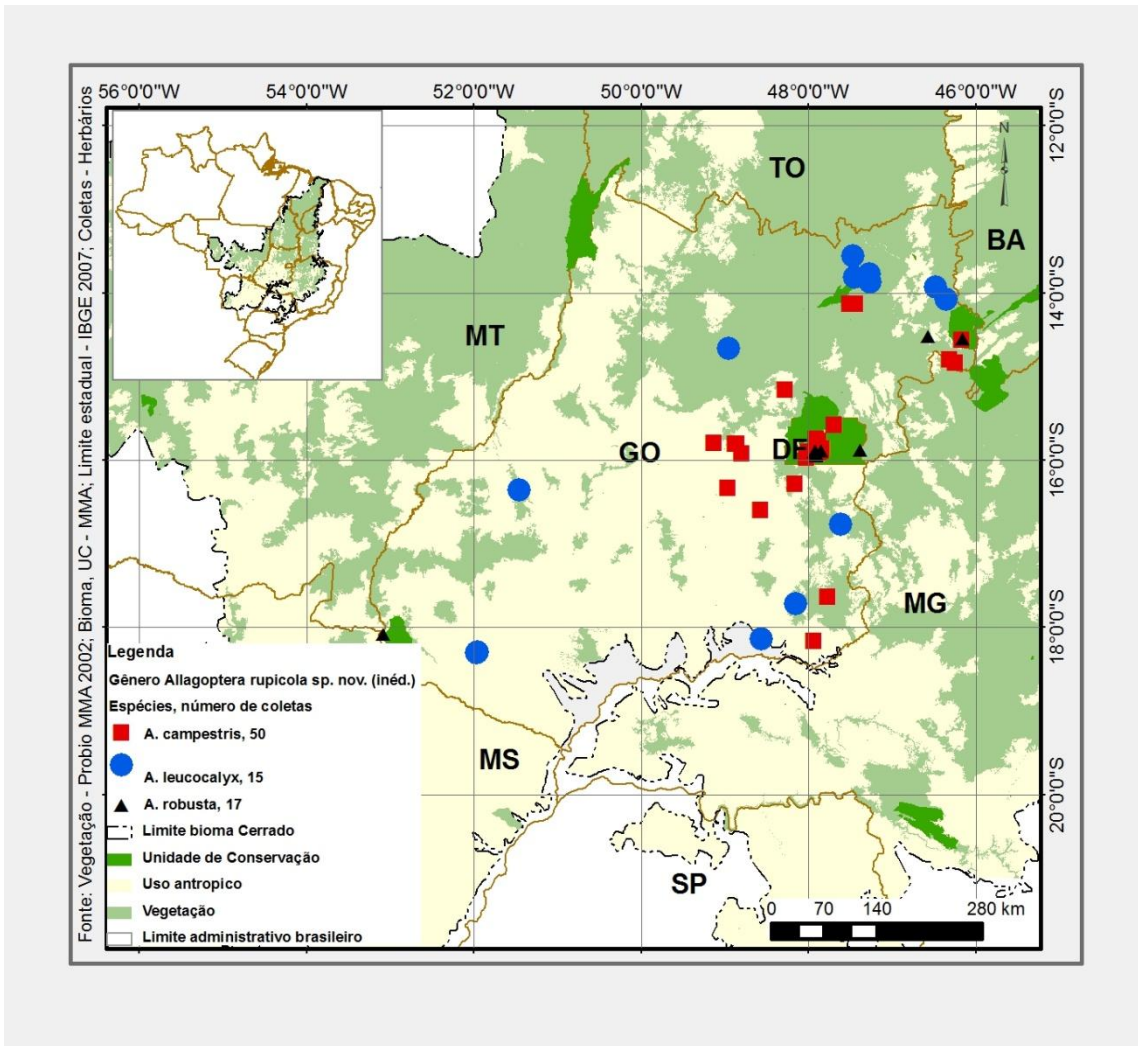 56°0'0"W 54°0'0"W 52°0'0"W 50°0'0"W 48°0'0"W 46°0'0"W
Fonte: Vegetação - Probio MMA 2002; Bioma, UC - MMA; Limite estadual - IBGE 2007; Coletas - Herbários
12°0'0"S
14°0'0"S
16°0'0"S
18°0'0"S
20°0'0"S
N
TO
BA
MT
GO
DF
MG
MS
SP
Legenda
Gênero Allagoptera rupicola sp. nov. (inéd.)
Espécies, número de coletas
A. campestris, 50
A. leucocalyx, 15
A. robusta, 17
Limite bioma Cerrado
Unidade de Conservação
Uso antropico
Vegetação
Limite administrativo brasileiro
0 70 140 280 km